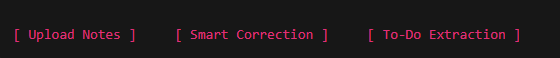 [ Upload Notes ]     [ Smart Correction ]     [ To-Do Extraction ]